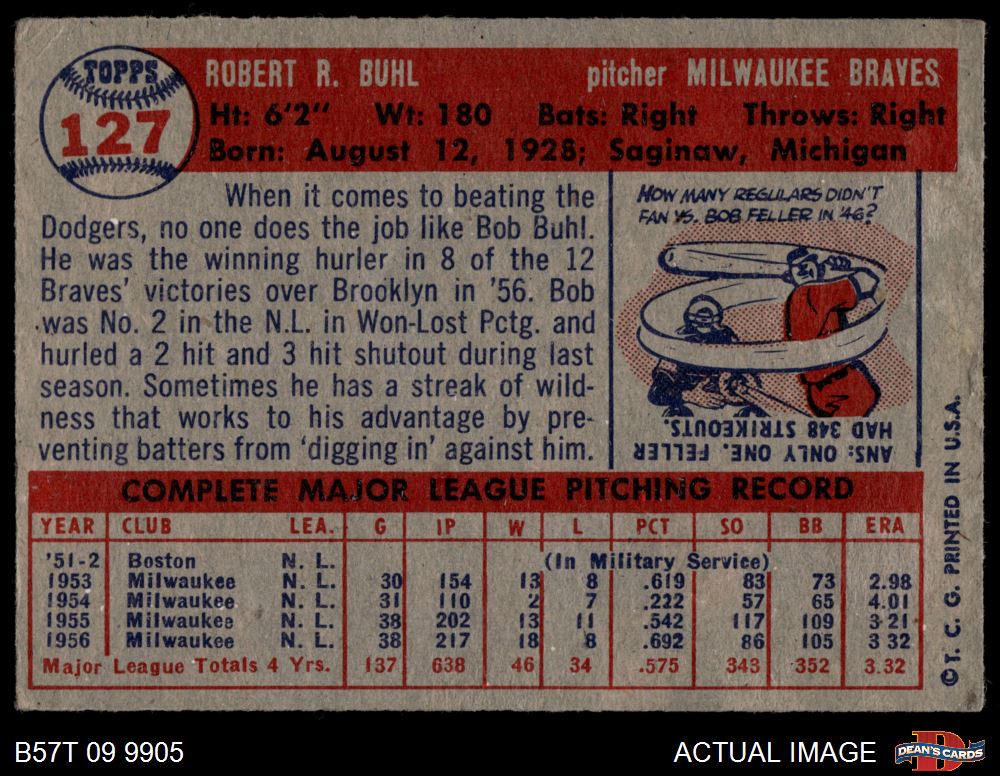 TOPPS
127
ROBERT R. BUHL pitcher MILWAUKEE BRAVES
Ht: 6'2" Wt: 180 Bats: Right Throws: Right
Born: August 12, 1928; Saginaw, Michigan
When it comes to beating the
Dodgers, no one does the job like Bob Buhl.
He was the winning hurler in 8 of the 12
Braves' victories over Brooklyn in '56. Bob
was No. 2 in the N.L. in Won-Lost Pctg. and
hurled a 2 hit and 3 hit shutout during last
season. Sometimes he has a streak of wild-
ness that works to his advantage by pre-
venting batters from 'digging in' against him.
HOW MANY REGULARS DIDN'T
FAN VS. BOB FELLER IN '46?
ANS: ONLY ONE. FELLER
HAD 348 STRIKEOUTS.
COMPLETE MAJOR LEAGUE PITCHING RECORD
YEAR CLUB LEA. G IP W L PCT SO BB ERA
'51-2 Boston N. L. (In Military Service)
1953 Milwaukee N. L. 30 154 13 8 .619 83 73 2.98
1954 Milwaukee N. L. 31 110 2 7 .222 57 65 4.01
1955 Milwaukee N. L. 38 202 13 11 .542 117 109 3 21
1956 Milwaukee N. L. 38 217 18 8 .692 86 105 3 32
Major League Totals 4 Yrs. 137 638 46 34 .575 343 352 3.32
© T. C. G. PRINTED IN U.S.A.
B57T 09 9905 ACTUAL IMAGE DEAN'S CARDS